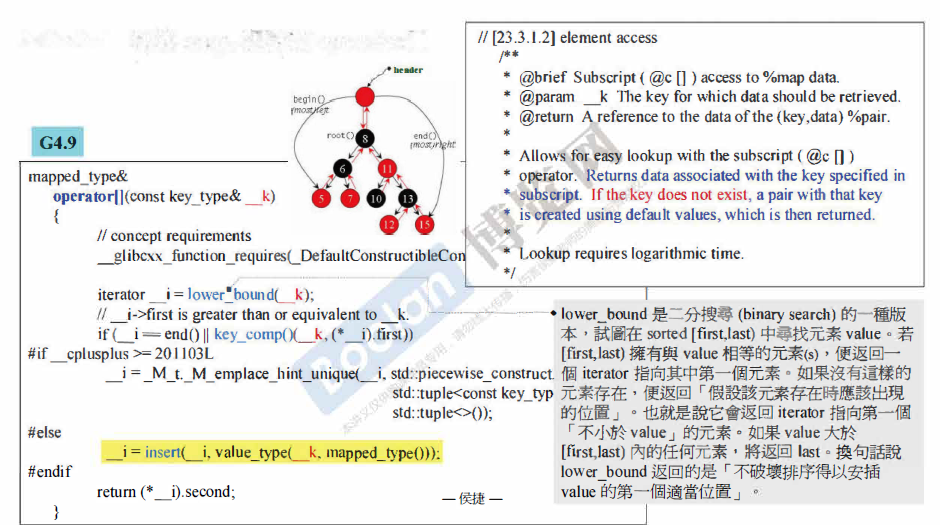 // [23.3.1.2] element access
/**
* @brief Subscript ( @c [] ) access to %map data.
* @param __k The key for which data should be retrieved.
* @return A reference to the data of the (key,data) %pair.
*
* Allows for easy lookup with the subscript ( @c [] )
* operator. Returns data associated with the key specified in
* subscript. If the key does not exist, a pair with that key
* is created using default values, which is then returned.
*
* Lookup requires logarithmic time.
*/
header
begin()
(most)left
root()
end()
(most)right
8
6
11
5
7
10
13
12
15
G4.9
mapped_type&
operator[](const key_type& __k)
{
// concept requirements
__glibcxx_function_requires(_DefaultConstructibleCon
iterator __i = lower_bound(__k);
// __i->first is greater than or equivalent to __k.
if (__i == end() || key_comp()(__k, (*__i).first))
#if __cplusplus >= 201103L
__i = _M_t._M_emplace_hint_unique(__i, std::piecewise_construct,
std::tuple<const key_typ
std::tuple<>());
#else
__i = insert(__i, value_type(__k, mapped_type()));
#endif
return (*__i).second;
}
— 侯捷 —
lower_bound 是二分搜尋 (binary search) 的一種版
本，試圖在 sorted [first,last) 中尋找元素 value。若
[first,last) 擁有與 value 相等的元素(s)，便返回一
個 iterator 指向其中第一個元素。如果沒有這樣的
元素存在，便返回「假設該元素存在時應該出現
的位置」。也就是說它會返回 iterator 指向第一個
「不小於 value」的元素。如果 value 大於
[first,last) 內的任何元素，將返回 last。換句話說
lower_bound 返回的是「不破壞排序得以安插
value 的第一個適當位置」。
Boolan 博览网